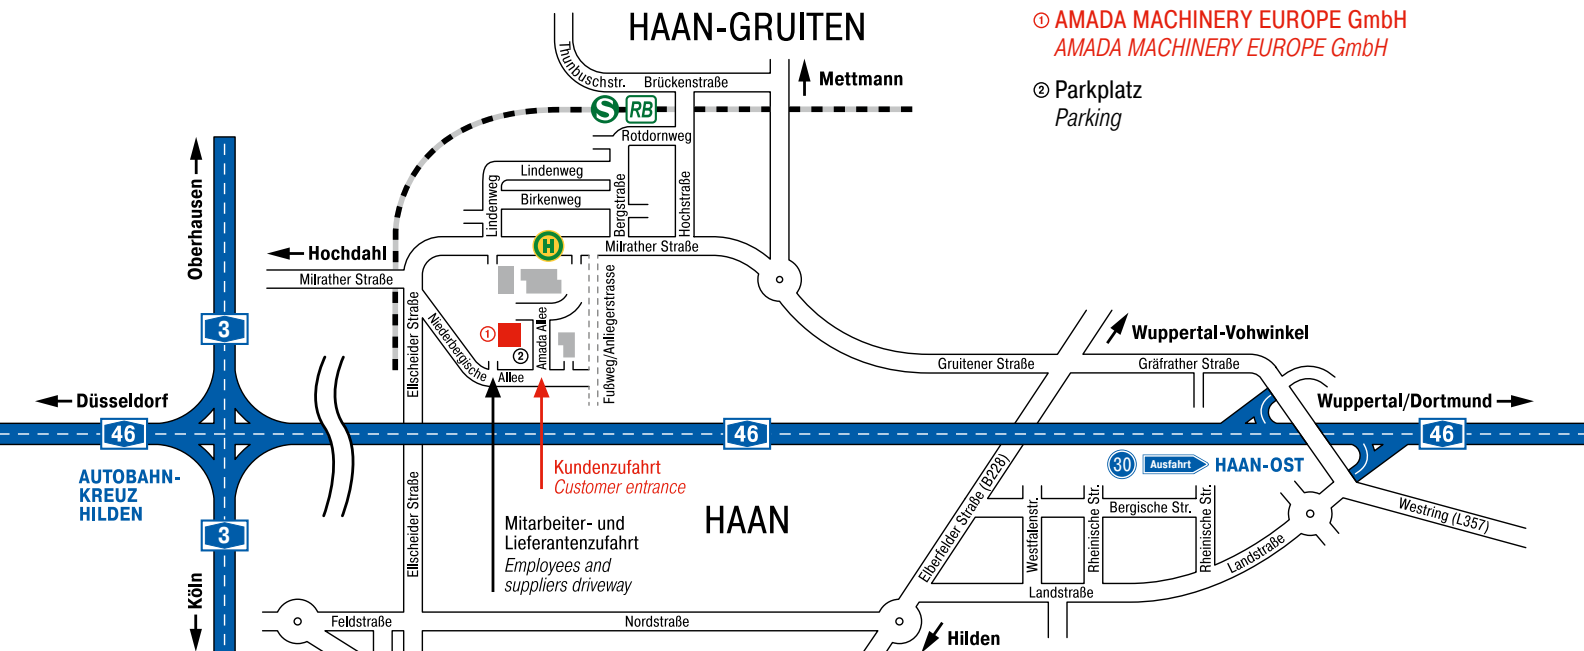 HAAN-GRUITEN
① AMADA MACHINERY EUROPE GmbH
AMADA MACHINERY EUROPE GmbH
② Parkplatz
Parking
Thunbuschstr.
Brückenstraße
Mettmann
S
RB
Rotdornweg
Lindenweg
Birkenweg
Lindenweg
Bergstraße
Hochstraße
Oberhausen
Hochdahl
H
Milrather Straße
Milrather Straße
3
Ellscheider Straße
Niederbergische
Allee
①
②
Amada Allee
Fußweg/Anliegerstrasse
Wuppertal-Vohwinkel
Gruitener Straße
Gräfrather Straße
Düsseldorf
46
46
Wuppertal/Dortmund
46
AUTOBAHN-
KREUZ
HILDEN
Kundenzufahrt
Customer entrance
30
Ausfahrt
HAAN-OST
3
Ellscheider Straße
Mitarbeiter- und
Lieferantenzufahrt
Employees and
suppliers driveway
HAAN
Elberfelder Straße (B228)
Westfalenstr.
Rheinische Str.
Bergische Str.
Rheinische Str.
Landstraße
Westring (L357)
Köln
Landstraße
Feldstraße
Nordstraße
Hilden